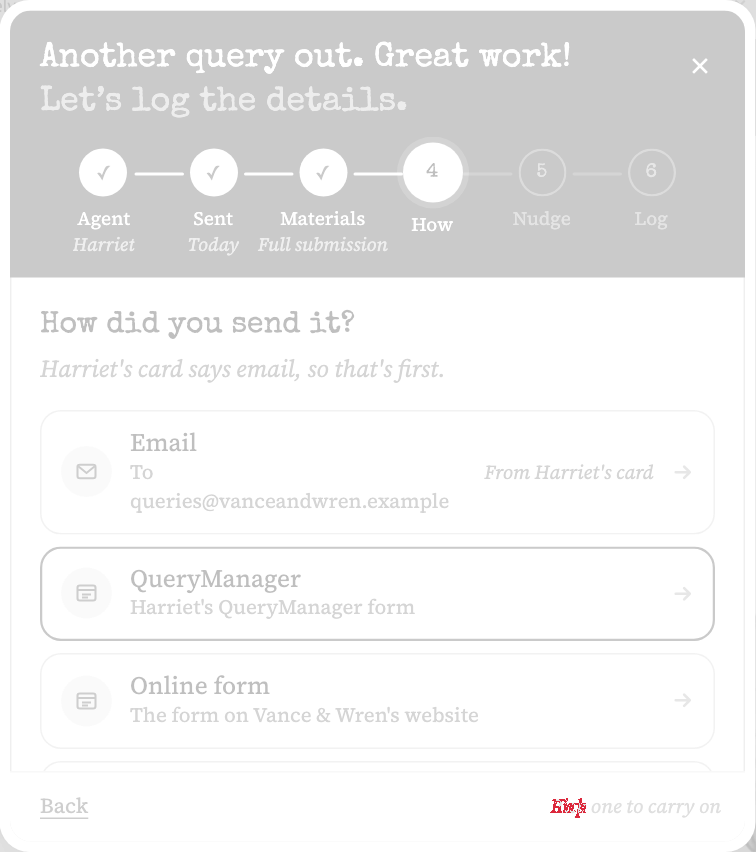 Another query out. Great work!
Let's log the details.
✓ ✓ ✓ 4 5 6
Agent Sent Materials How Nudge Log
Harriet Today Full submission
How did you send it?
Harriet's card says email, so that's first.
Email
To
queries@vanceandwren.example
From Harriet's card
QueryManager
Harriet's QueryManager form
Online form
The form on Vance & Wren's website
Back
one to carry on